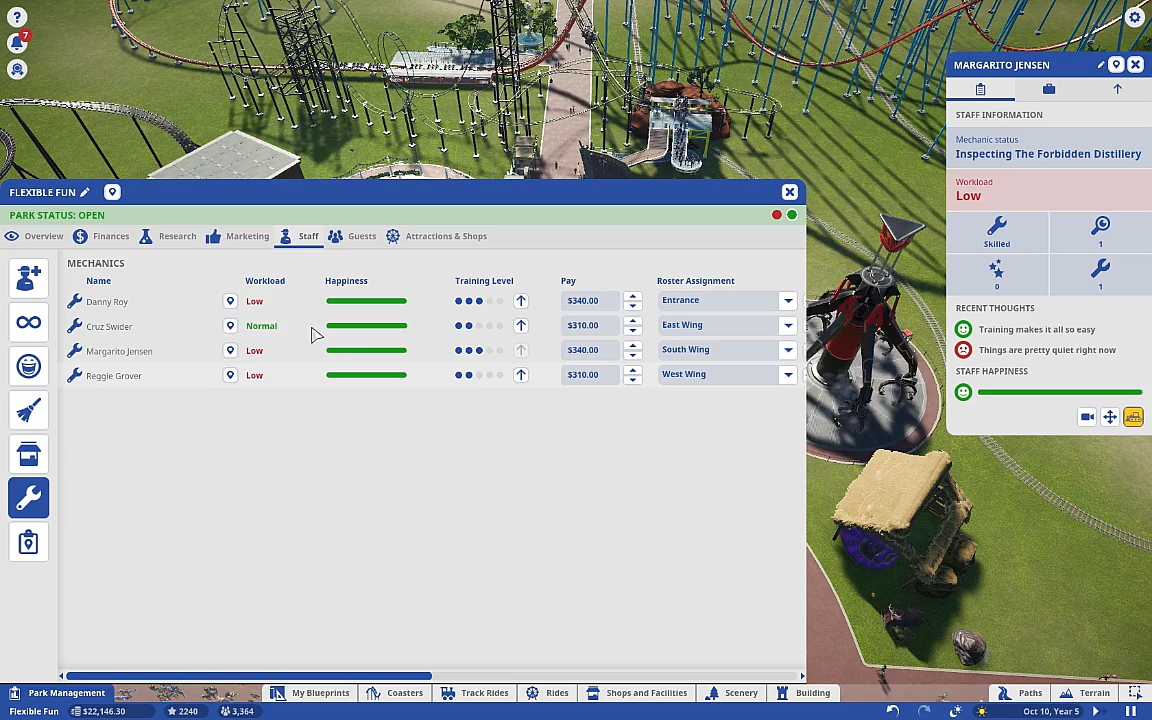 ?
7
MARGARITO JENSEN
STAFF INFORMATION
Mechanic status
Inspecting The Forbidden Distillery
Workload
Low
Skilled
1
0
1
RECENT THOUGHTS
Training makes it all so easy
Things are pretty quiet right now
STAFF HAPPINESS
FLEXIBLE FUN
PARK STATUS: OPEN
Overview
Finances
Research
Marketing
Staff
Guests
Attractions & Shops
MECHANICS
Name Workload Happiness Training Level Pay Roster Assignment
Danny Roy Low $340.00 Entrance
Cruz Swider Normal $310.00 East Wing
Margarito Jensen Low $340.00 South Wing
Reggie Grover Low $310.00 West Wing
Park Management
My Blueprints
Coasters
Track Rides
Rides
Shops and Facilities
Scenery
Building
Paths
Terrain
Flexible Fun $22,146.30 2240 3,364 Oct 10, Year 5